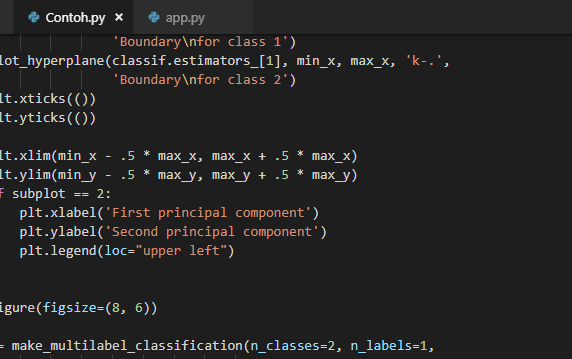 Contoh.py ×
app.py
'Boundary\nfor class 1')
lot_hyperplane(classif.estimators_[1], min_x, max_x, 'k-.',
'Boundary\nfor class 2')
lt.xticks(())
lt.yticks(())
lt.xlim(min_x - .5 * max_x, max_x + .5 * max_x)
lt.ylim(min_y - .5 * max_y, max_y + .5 * max_y)
f subplot == 2:
plt.xlabel('First principal component')
plt.ylabel('Second principal component')
plt.legend(loc="upper left")
igure(figsize=(8, 6))
= make_multilabel_classification(n_classes=2, n_labels=1,